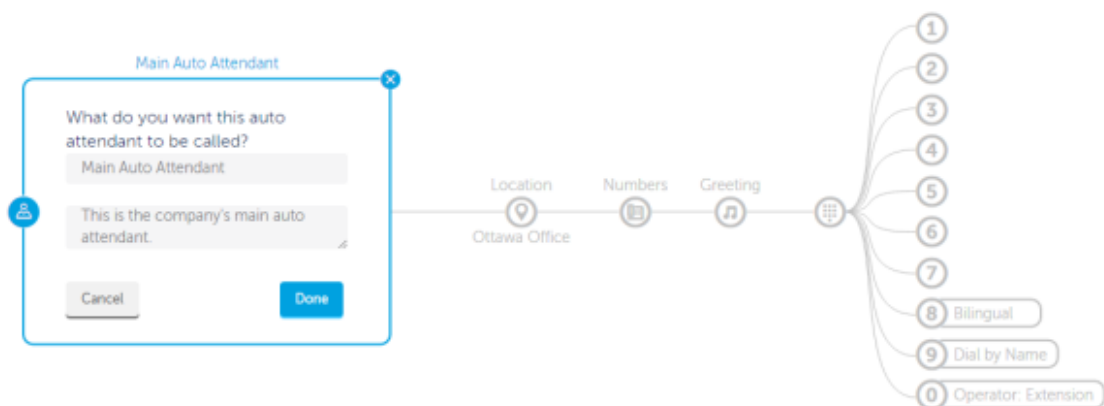 Main Auto Attendant
What do you want this auto
attendant to be called?
Main Auto Attendant
This is the company's main auto
attendant.
Cancel
Done
Location
Ottawa Office
Numbers
Greeting
1
2
3
4
5
6
7
8 Bilingual
9 Dial by Name
0 Operator: Extension